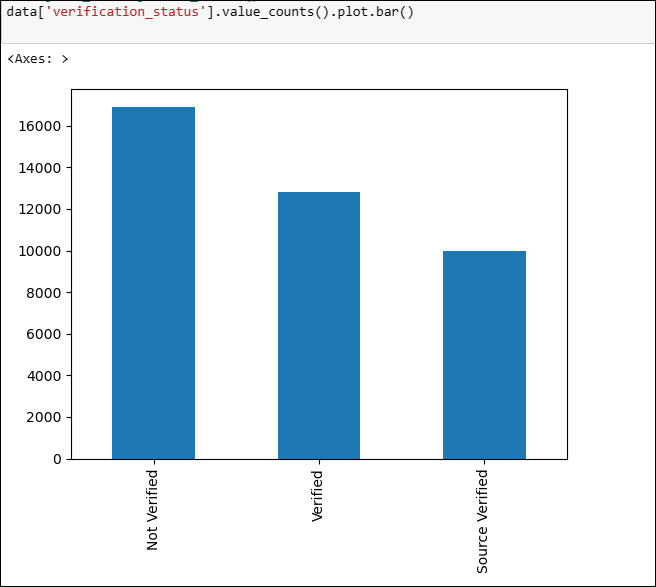 data['verification_status'].value_counts().plot.bar()
<Axes: >
16000
14000
12000
10000
8000
6000
4000
2000
0
Not Verified
Verified
Source Verified